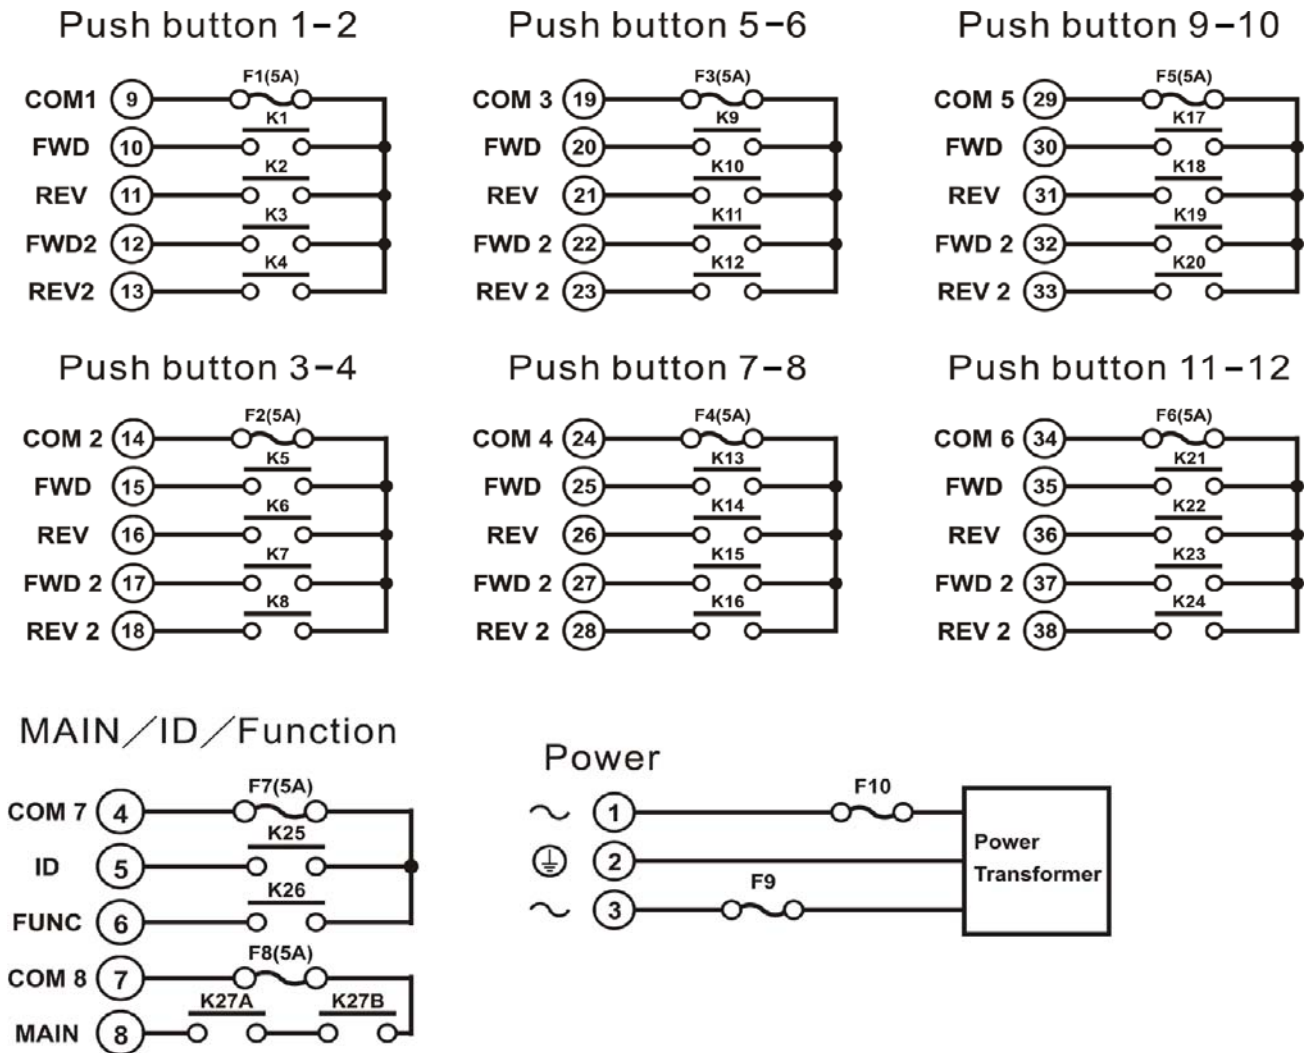 Push button 1-2
F1(5A)
COM1 9
K1
FWD 10
K2
REV 11
K3
FWD2 12
K4
REV2 13
Push button 5-6
F3(5A)
COM 3 19
K9
FWD 20
K10
REV 21
K11
FWD 2 22
K12
REV 2 23
Push button 9-10
F5(5A)
COM 5 29
K17
FWD 30
K18
REV 31
K19
FWD 2 32
K20
REV 2 33
Push button 3-4
F2(5A)
COM 2 14
K5
FWD 15
K6
REV 16
K7
FWD 2 17
K8
REV 2 18
Push button 7-8
F4(5A)
COM 4 24
K13
FWD 25
K14
REV 26
K15
FWD 2 27
K16
REV 2 28
Push button 11-12
F6(5A)
COM 6 34
K21
FWD 35
K22
REV 36
K23
FWD 2 37
K24
REV 2 38
MAIN/ID/Function
F7(5A)
COM 7 4
K25
ID 5
K26
FUNC 6
F8(5A)
COM 8 7
K27A K27B
MAIN 8
Power
F10
1
2
F9
3
Power
Transformer